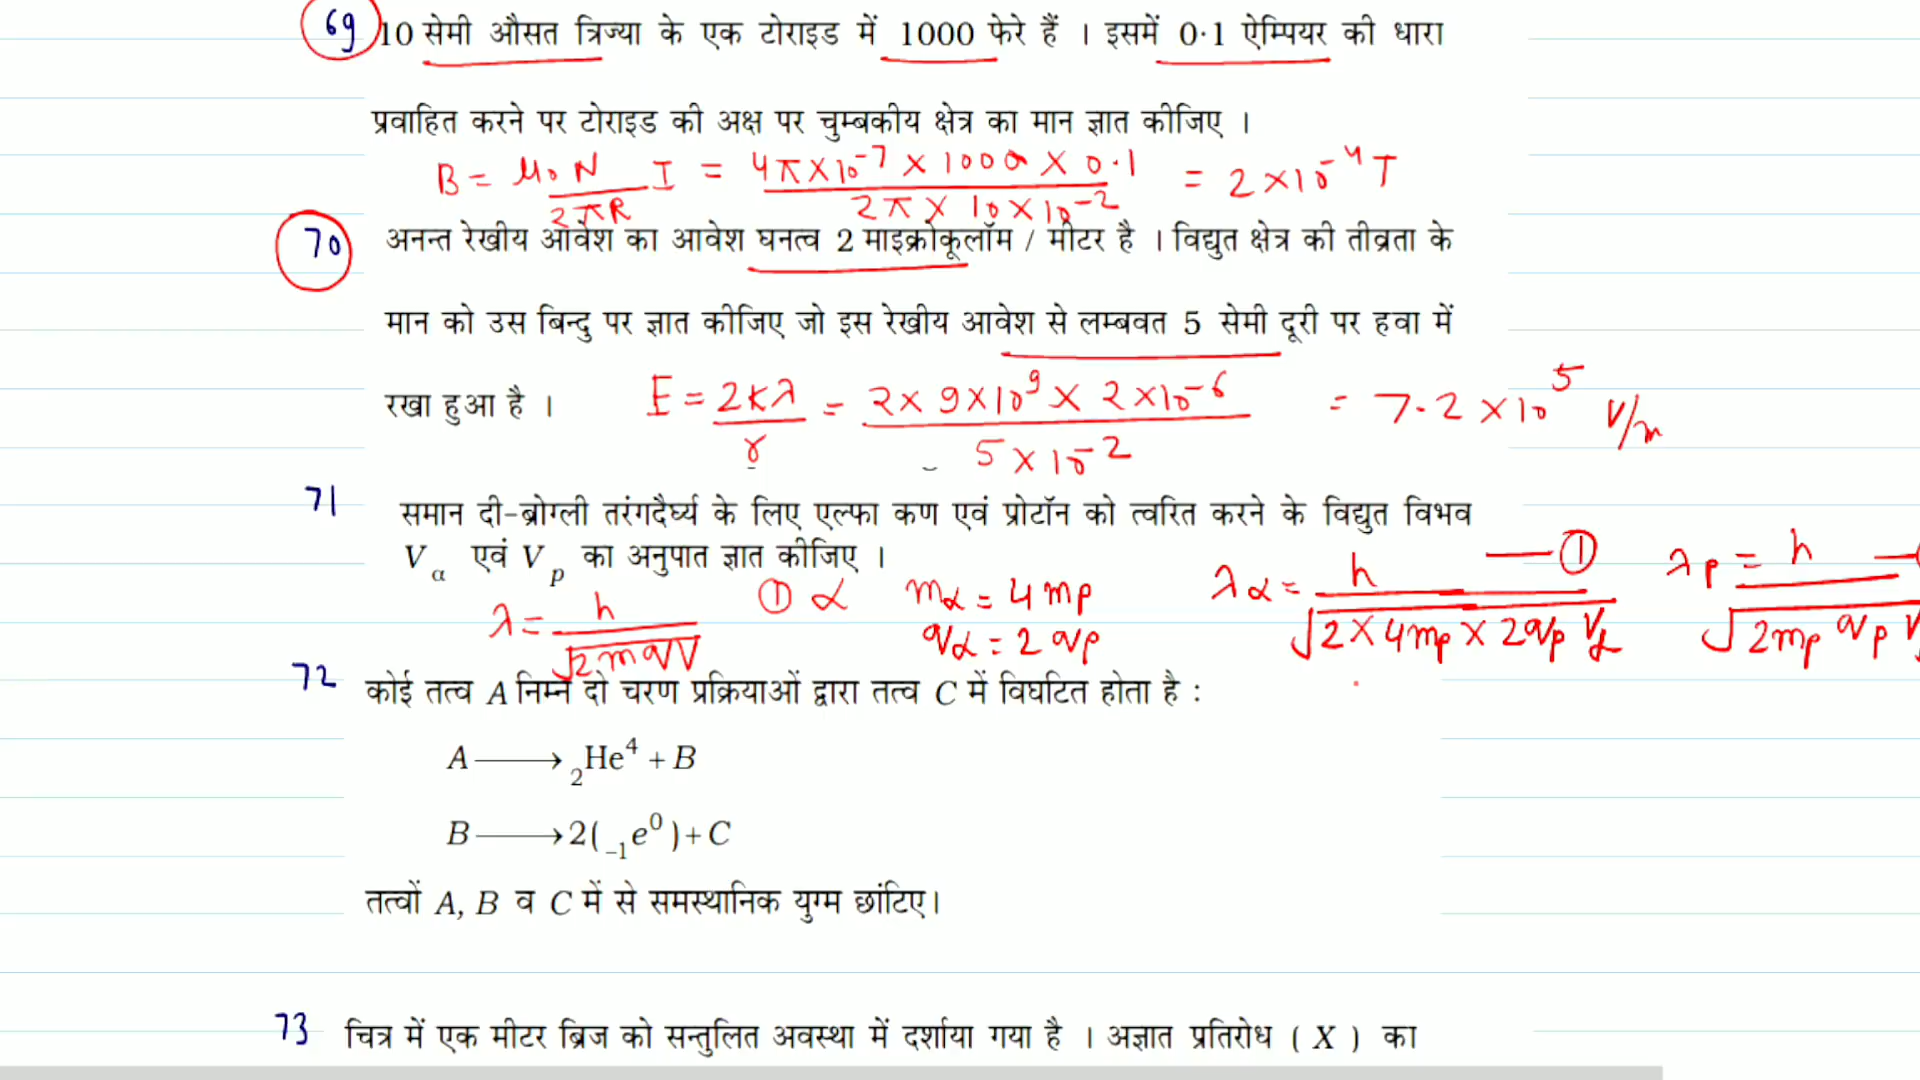 69 10 सेमी औसत त्रिज्या के एक टोराइड में 1000 फेरे हैं । इसमें 0·1 ऐम्पियर की धारा
प्रवाहित करने पर टोराइड की अक्ष पर चुम्बकीय क्षेत्र का मान ज्ञात कीजिए ।
B = μ₀N/2πR I = 4π×10⁻⁷ × 1000 × 0.1 / 2π × 10×10⁻² = 2×10⁻⁴ T
70 अनन्त रेखीय आवेश का आवेश घनत्व 2 माइक्रोकूलॉम / मीटर है । विद्युत क्षेत्र की तीव्रता के
मान को उस बिन्दु पर ज्ञात कीजिए जो इस रेखीय आवेश से लम्बवत 5 सेमी दूरी पर हवा में
रखा हुआ है । E = 2kλ/r = 2× 9×10⁹ × 2×10⁻⁶ / 5×10⁻² = 7.2×10⁵ V/m
71 समान दी-ब्रोग्ली तरंगदैर्घ्य के लिए एल्फा कण एवं प्रोटॉन को त्वरित करने के विद्युत विभव
V_α एवं V_p का अनुपात ज्ञात कीजिए ।
λ = h/√2mqV ① α mα = 4mp λα = h/√2×4mp×2qp Vα —① λp = h/√2mp qp V
qα = 2qp
72 कोई तत्व A निम्न दो चरण प्रक्रियाओं द्वारा तत्व C में विघटित होता है :
A ⟶ ₂He⁴ + B
B ⟶ 2(₋₁e⁰) + C
तत्वों A, B व C में से समस्थानिक युग्म छांटिए।
73 चित्र में एक मीटर ब्रिज को सन्तुलित अवस्था में दर्शाया गया है । अज्ञात प्रतिरोध ( X ) का